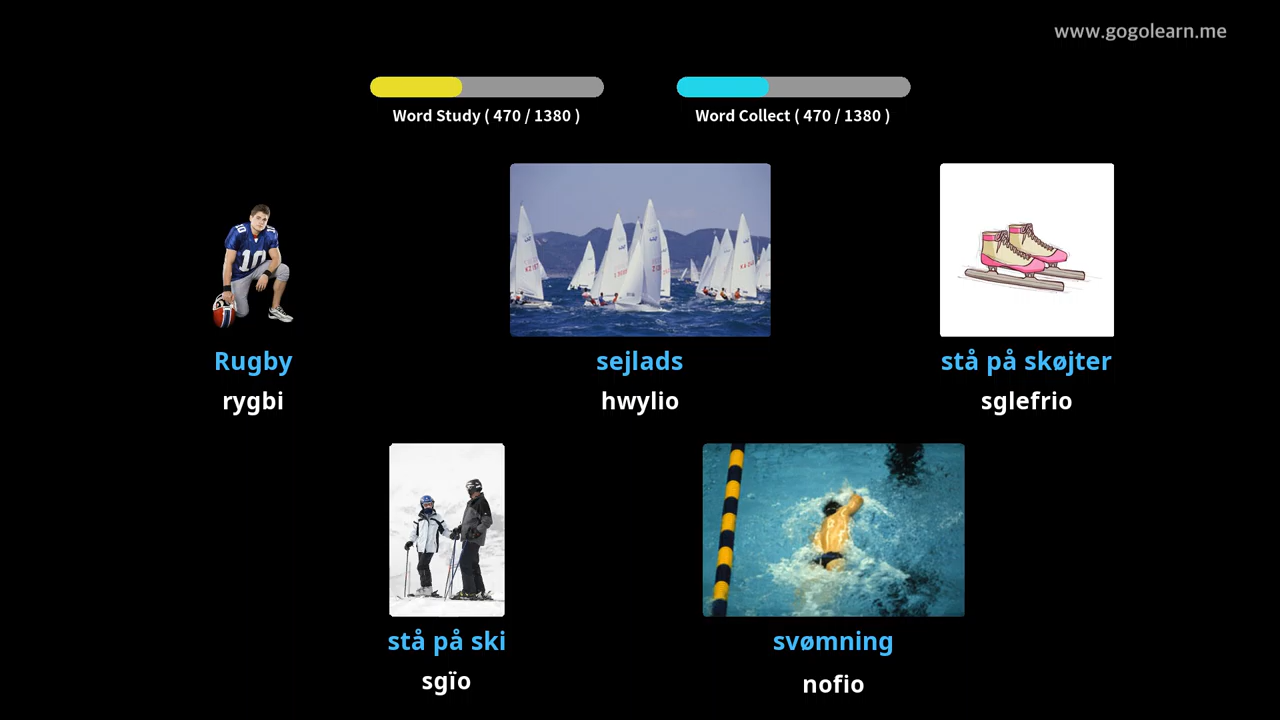 www.gogolearn.me
Word Study ( 470 / 1380 )
Word Collect ( 470 / 1380 )
10
Rugby
rygbi
sejlads
hwylio
stå på skøjter
sglefrio
stå på ski
sgïo
svømning
nofio